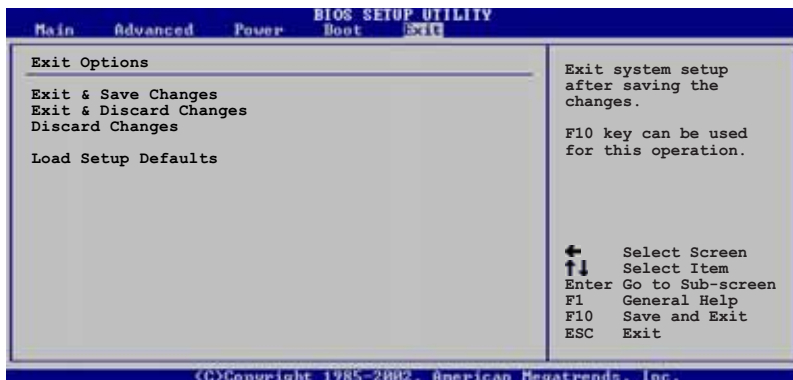 BIOS SETUP UTILITY
Main Advanced Power Boot Exit
Exit Options
Exit & Save Changes
Exit & Discard Changes
Discard Changes
Load Setup Defaults
Exit system setup
after saving the
changes.
F10 key can be used
for this operation.
← Select Screen
↑↓ Select Item
Enter Go to Sub-screen
F1 General Help
F10 Save and Exit
ESC Exit
(C)Copyright 1985-2002, American Megatrends, Inc.